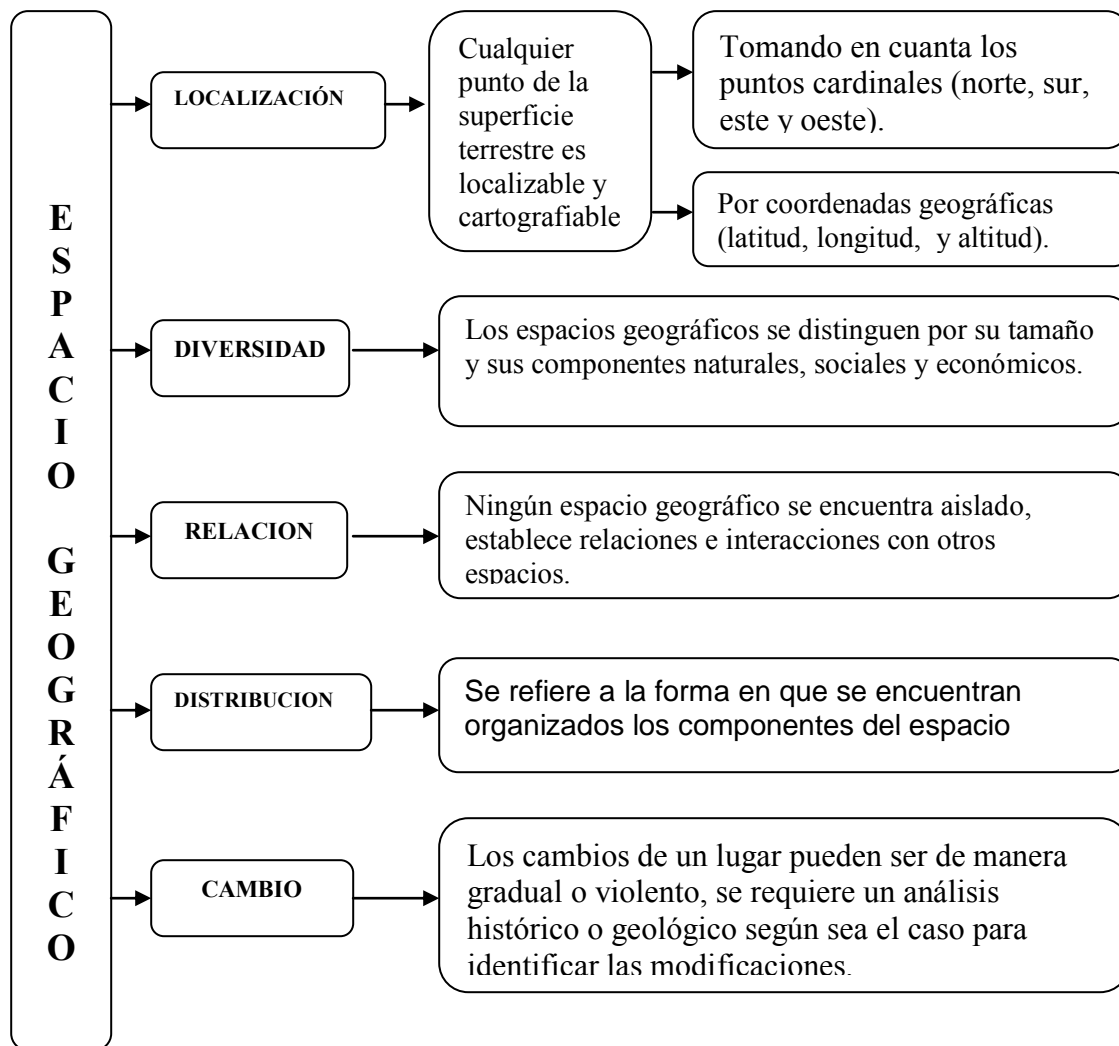 ESPACIO GEOGRÁFICO
LOCALIZACIÓN
Cualquier
punto de la
superficie
terrestre es
localizable y
cartografiable
Tomando en cuanta los
puntos cardinales (norte, sur,
este y oeste).
Por coordenadas geográficas
(latitud, longitud, y altitud).
DIVERSIDAD
Los espacios geográficos se distinguen por su tamaño
y sus componentes naturales, sociales y económicos.
RELACION
Ningún espacio geográfico se encuentra aislado,
establece relaciones e interacciones con otros
espacios.
DISTRIBUCION
Se refiere a la forma en que se encuentran
organizados los componentes del espacio
CAMBIO
Los cambios de un lugar pueden ser de manera
gradual o violento, se requiere un análisis
histórico o geológico según sea el caso para
identificar las modificaciones.